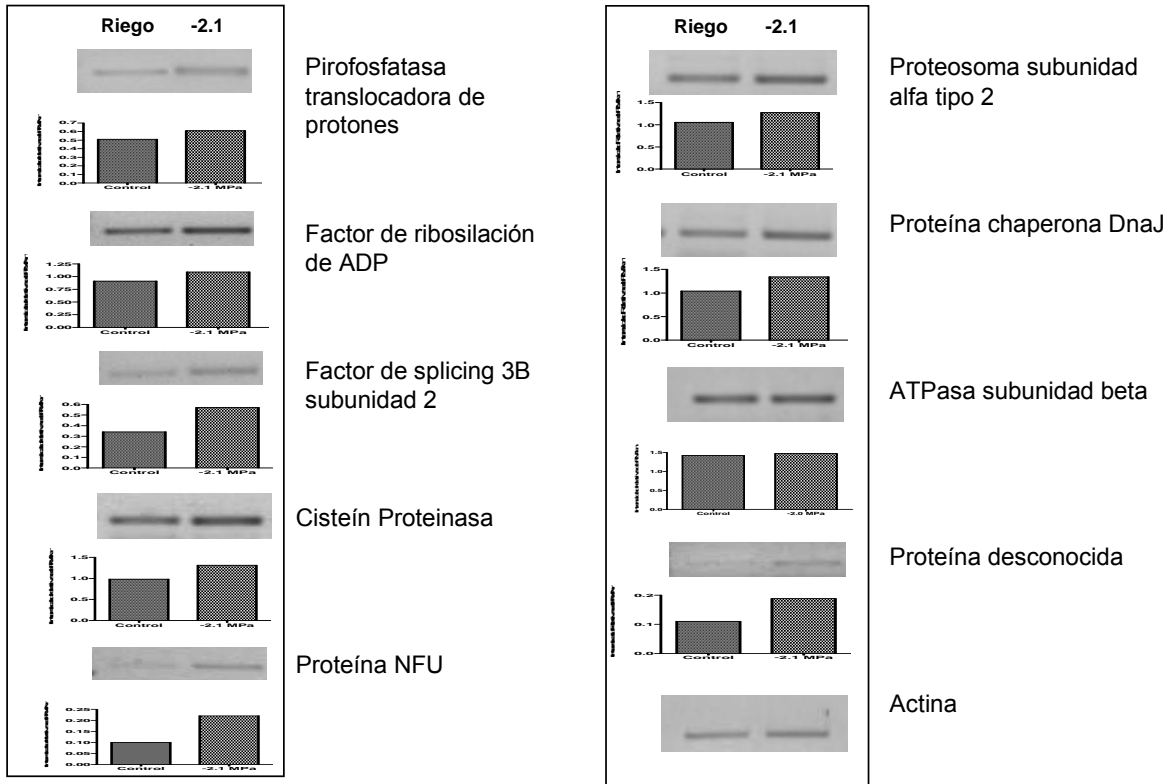 Riego -2.1
Pirofosfatasa
translocadora de
protones
0.7
0.6
0.5
0.4
0.3
0.2
0.1
0.0
Control -2.1 MPa
Factor de ribosilación
de ADP
1.25
1.00
0.75
0.50
0.25
0.00
Control -2.1 MPa
Factor de splicing 3B
subunidad 2
0.6
0.5
0.4
0.3
0.2
0.1
0.0
Control -2.1 MPa
Cisteín Proteinasa
1.5
1.0
0.5
0.0
Control -2.1 MPa
Proteína NFU
0.25
0.20
0.15
0.10
0.05
0.00
Control -2.1 MPa
Riego -2.1
Proteosoma subunidad
alfa tipo 2
1.5
1.0
0.5
0.0
Control -2.1 MPa
Proteína chaperona DnaJ
1.5
1.0
0.5
0.0
Control -2.1 MPa
ATPasa subunidad beta
1.5
1.0
0.5
0.0
Control -2.0 MPa
Proteína desconocida
0.2
0.1
0.0
Control -2.1 MPa
Actina